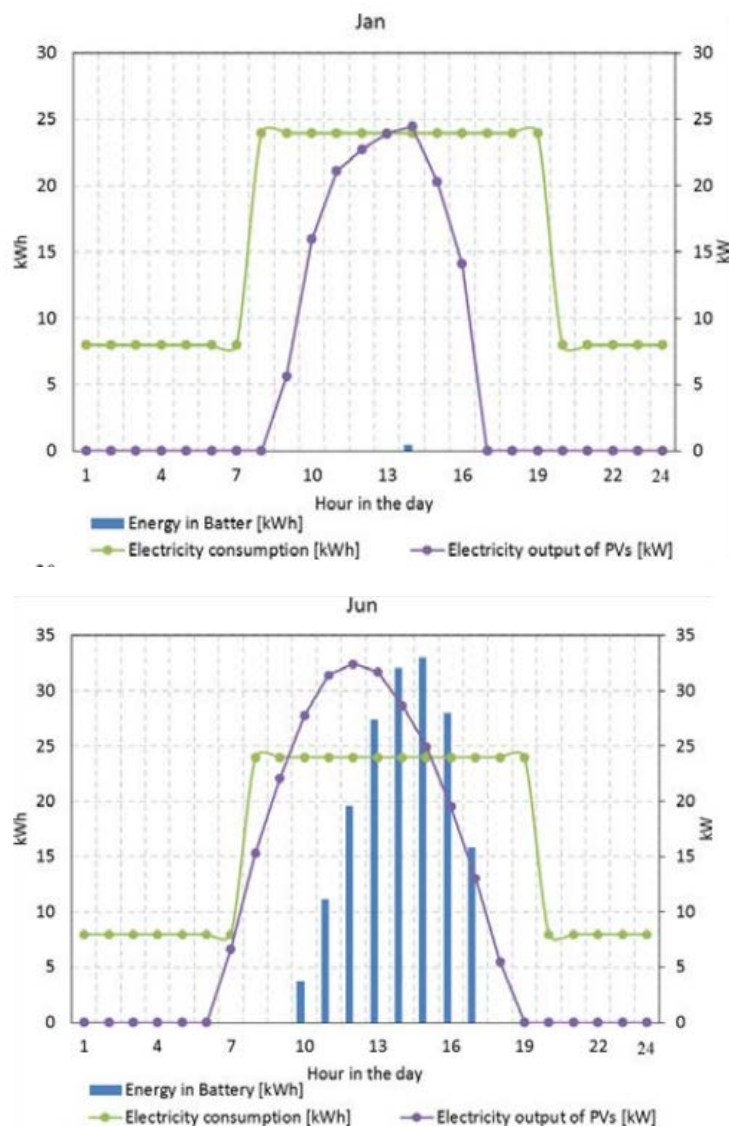 Jan
30 30
25 25
20 20
15 15
kWh kW
10 10
5 5
0 0
1 4 7 10 13 16 19 22 24
Hour in the day
Energy in Batter [kWh]
Electricity consumption [kWh] Electricity output of PVs [kW]
Jun
35 35
30 30
25 25
20 20
kWh kW
15 15
10 10
5 5
0 0
1 4 7 10 13 16 19 22 24
Hour in the day
Energy in Battery [kWh]
Electricity consumption [kWh] Electricity output of PVs [kW]